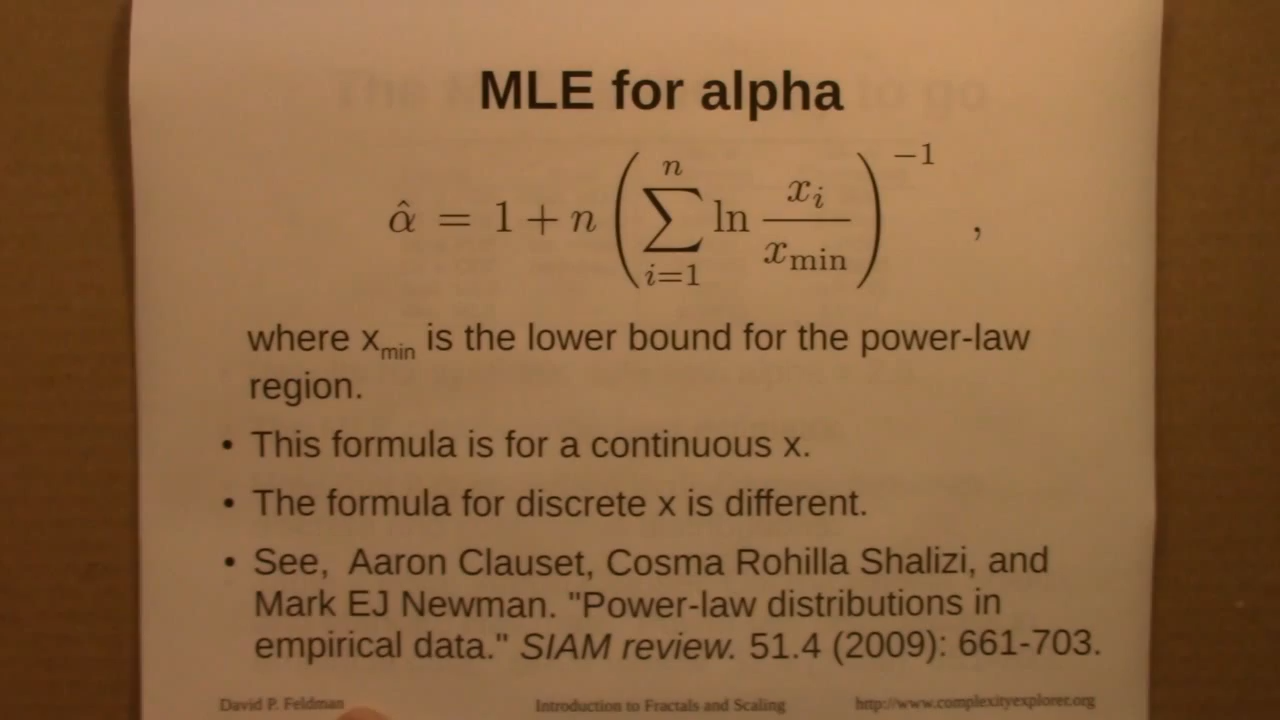 MLE for alpha
α̂ = 1 + n ( ∑_{i=1}^{n} ln x_i / x_min )^{−1} ,
where x_min is the lower bound for the power-law
region.
• This formula is for a continuous x.
• The formula for discrete x is different.
• See,  Aaron Clauset, Cosma Rohilla Shalizi, and
Mark EJ Newman. "Power-law distributions in
empirical data." SIAM review. 51.4 (2009): 661-703.
David P. Feldman Introduction to Fractals and Scaling http://www.complexityexplorer.org